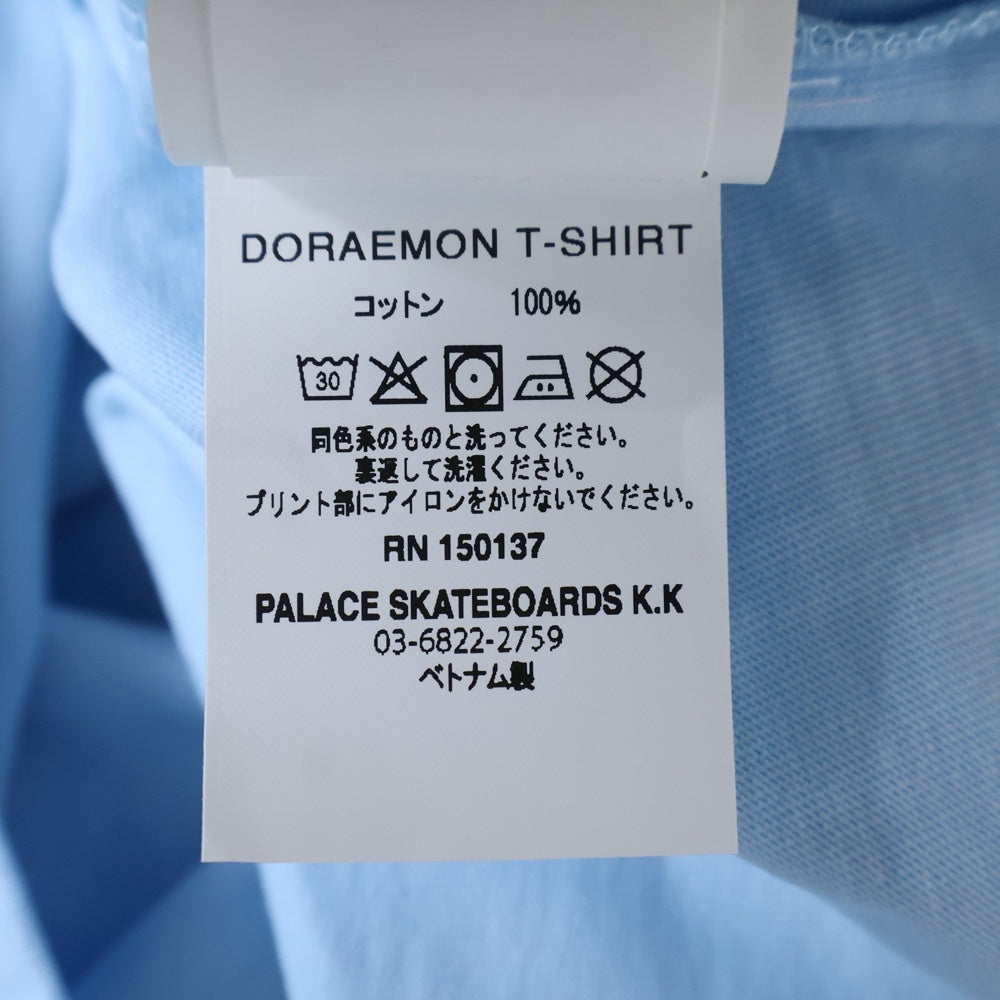 DORAEMON T-SHIRT
コットン 100%
30
同色系のものと洗ってください。
裏返して洗濯ください。
プリント部にアイロンをかけないでください。
RN 150137
PALACE SKATEBOARDS K.K
03-6822-2759
ベトナム製